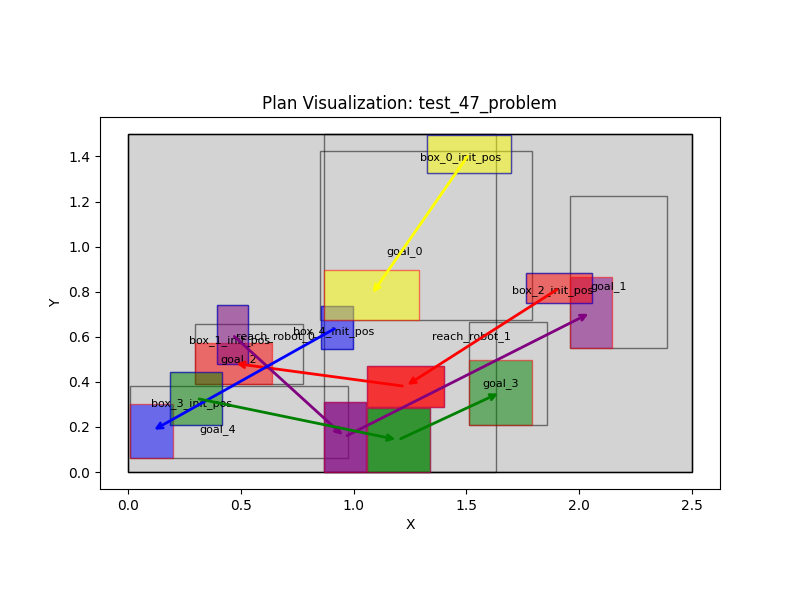 Plan Visualization: test_47_problem
box_0_init_pos
goal_0
box_2_init_pos
goal_1
box_4_init_pos
box_1_init_pos
reach_robot_0
reach_robot_1
goal_2
goal_3
box_3_init_pos
goal_4
Y
1.4
1.2
1.0
0.8
0.6
0.4
0.2
0.0
0.0
0.5
1.0
1.5
2.0
2.5
X